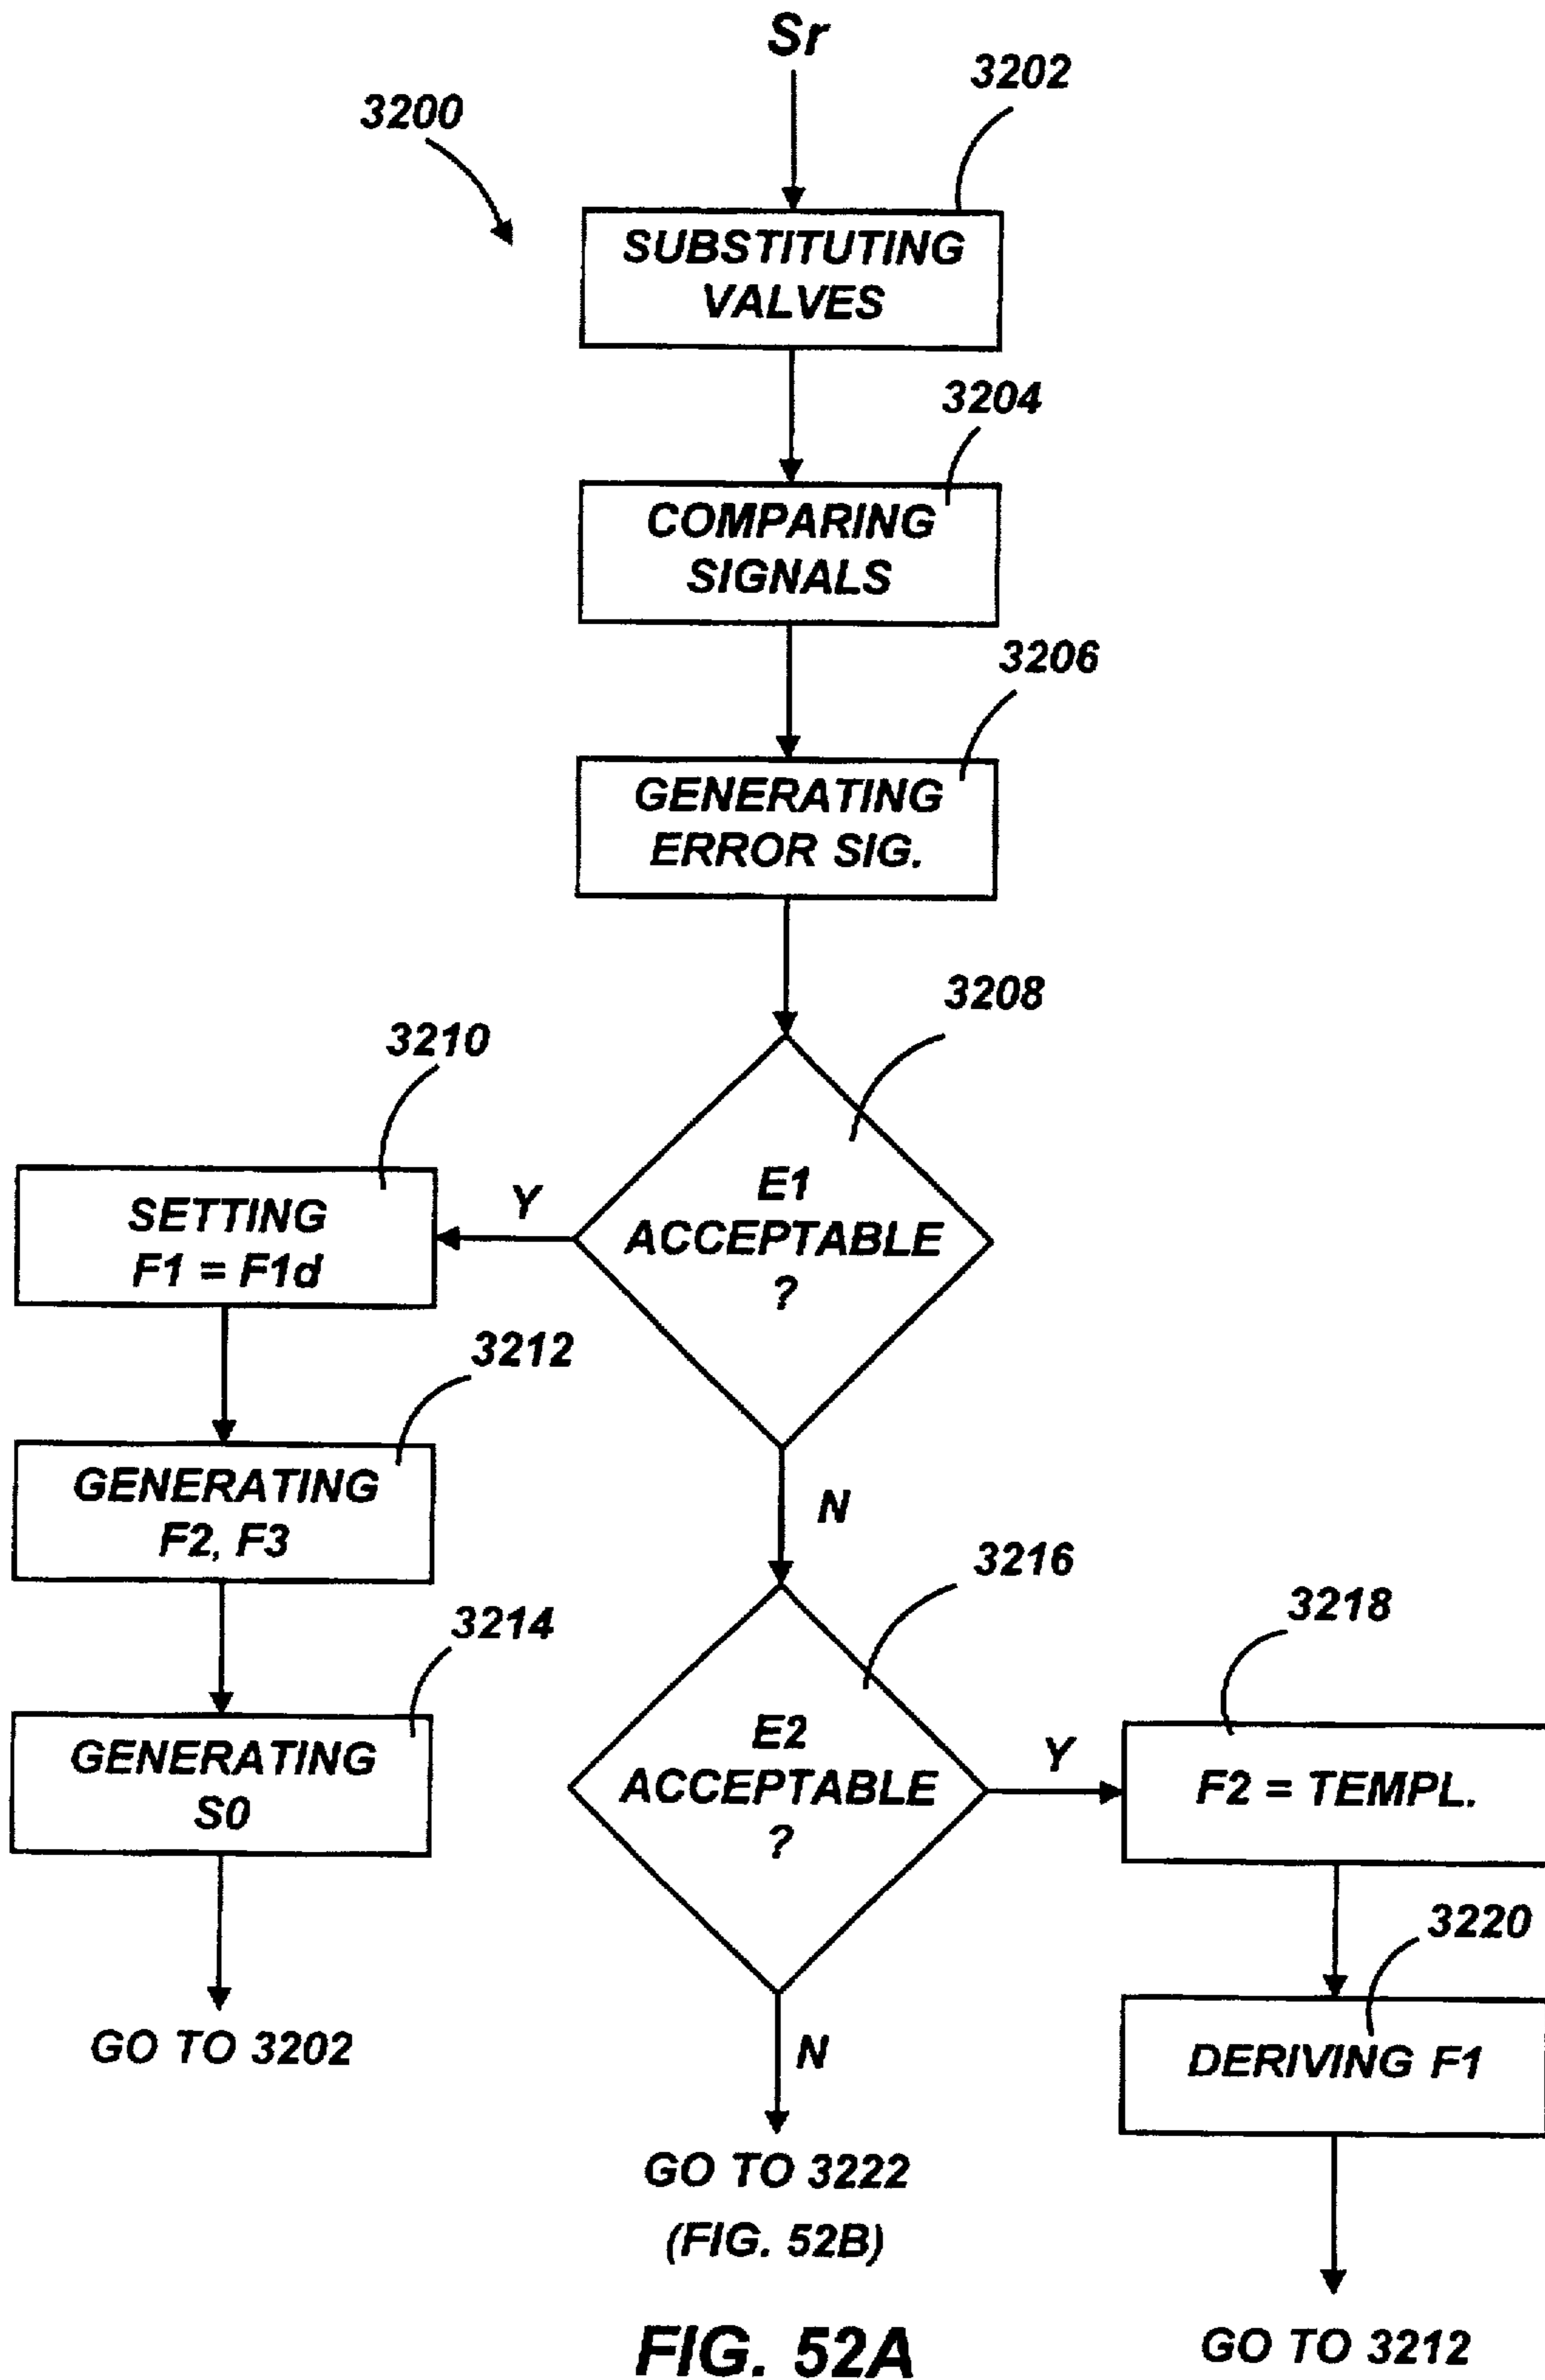 Sr
3202
3200
SUBSTITUTING
VALVES
3204
COMPARING
SIGNALS
3206
GENERATING
ERROR SIG.
3208
E1
ACCEPTABLE
?
Y
3210
SETTING
F1 = F1d
3212
GENERATING
F2, F3
3214
GENERATING
S0
GO TO 3202
N
3216
E2
ACCEPTABLE
?
Y
3218
F2 = TEMPL.
3220
DERIVING F1
GO TO 3212
N
GO TO 3222
(FIG. 52B)
FIG. 52A